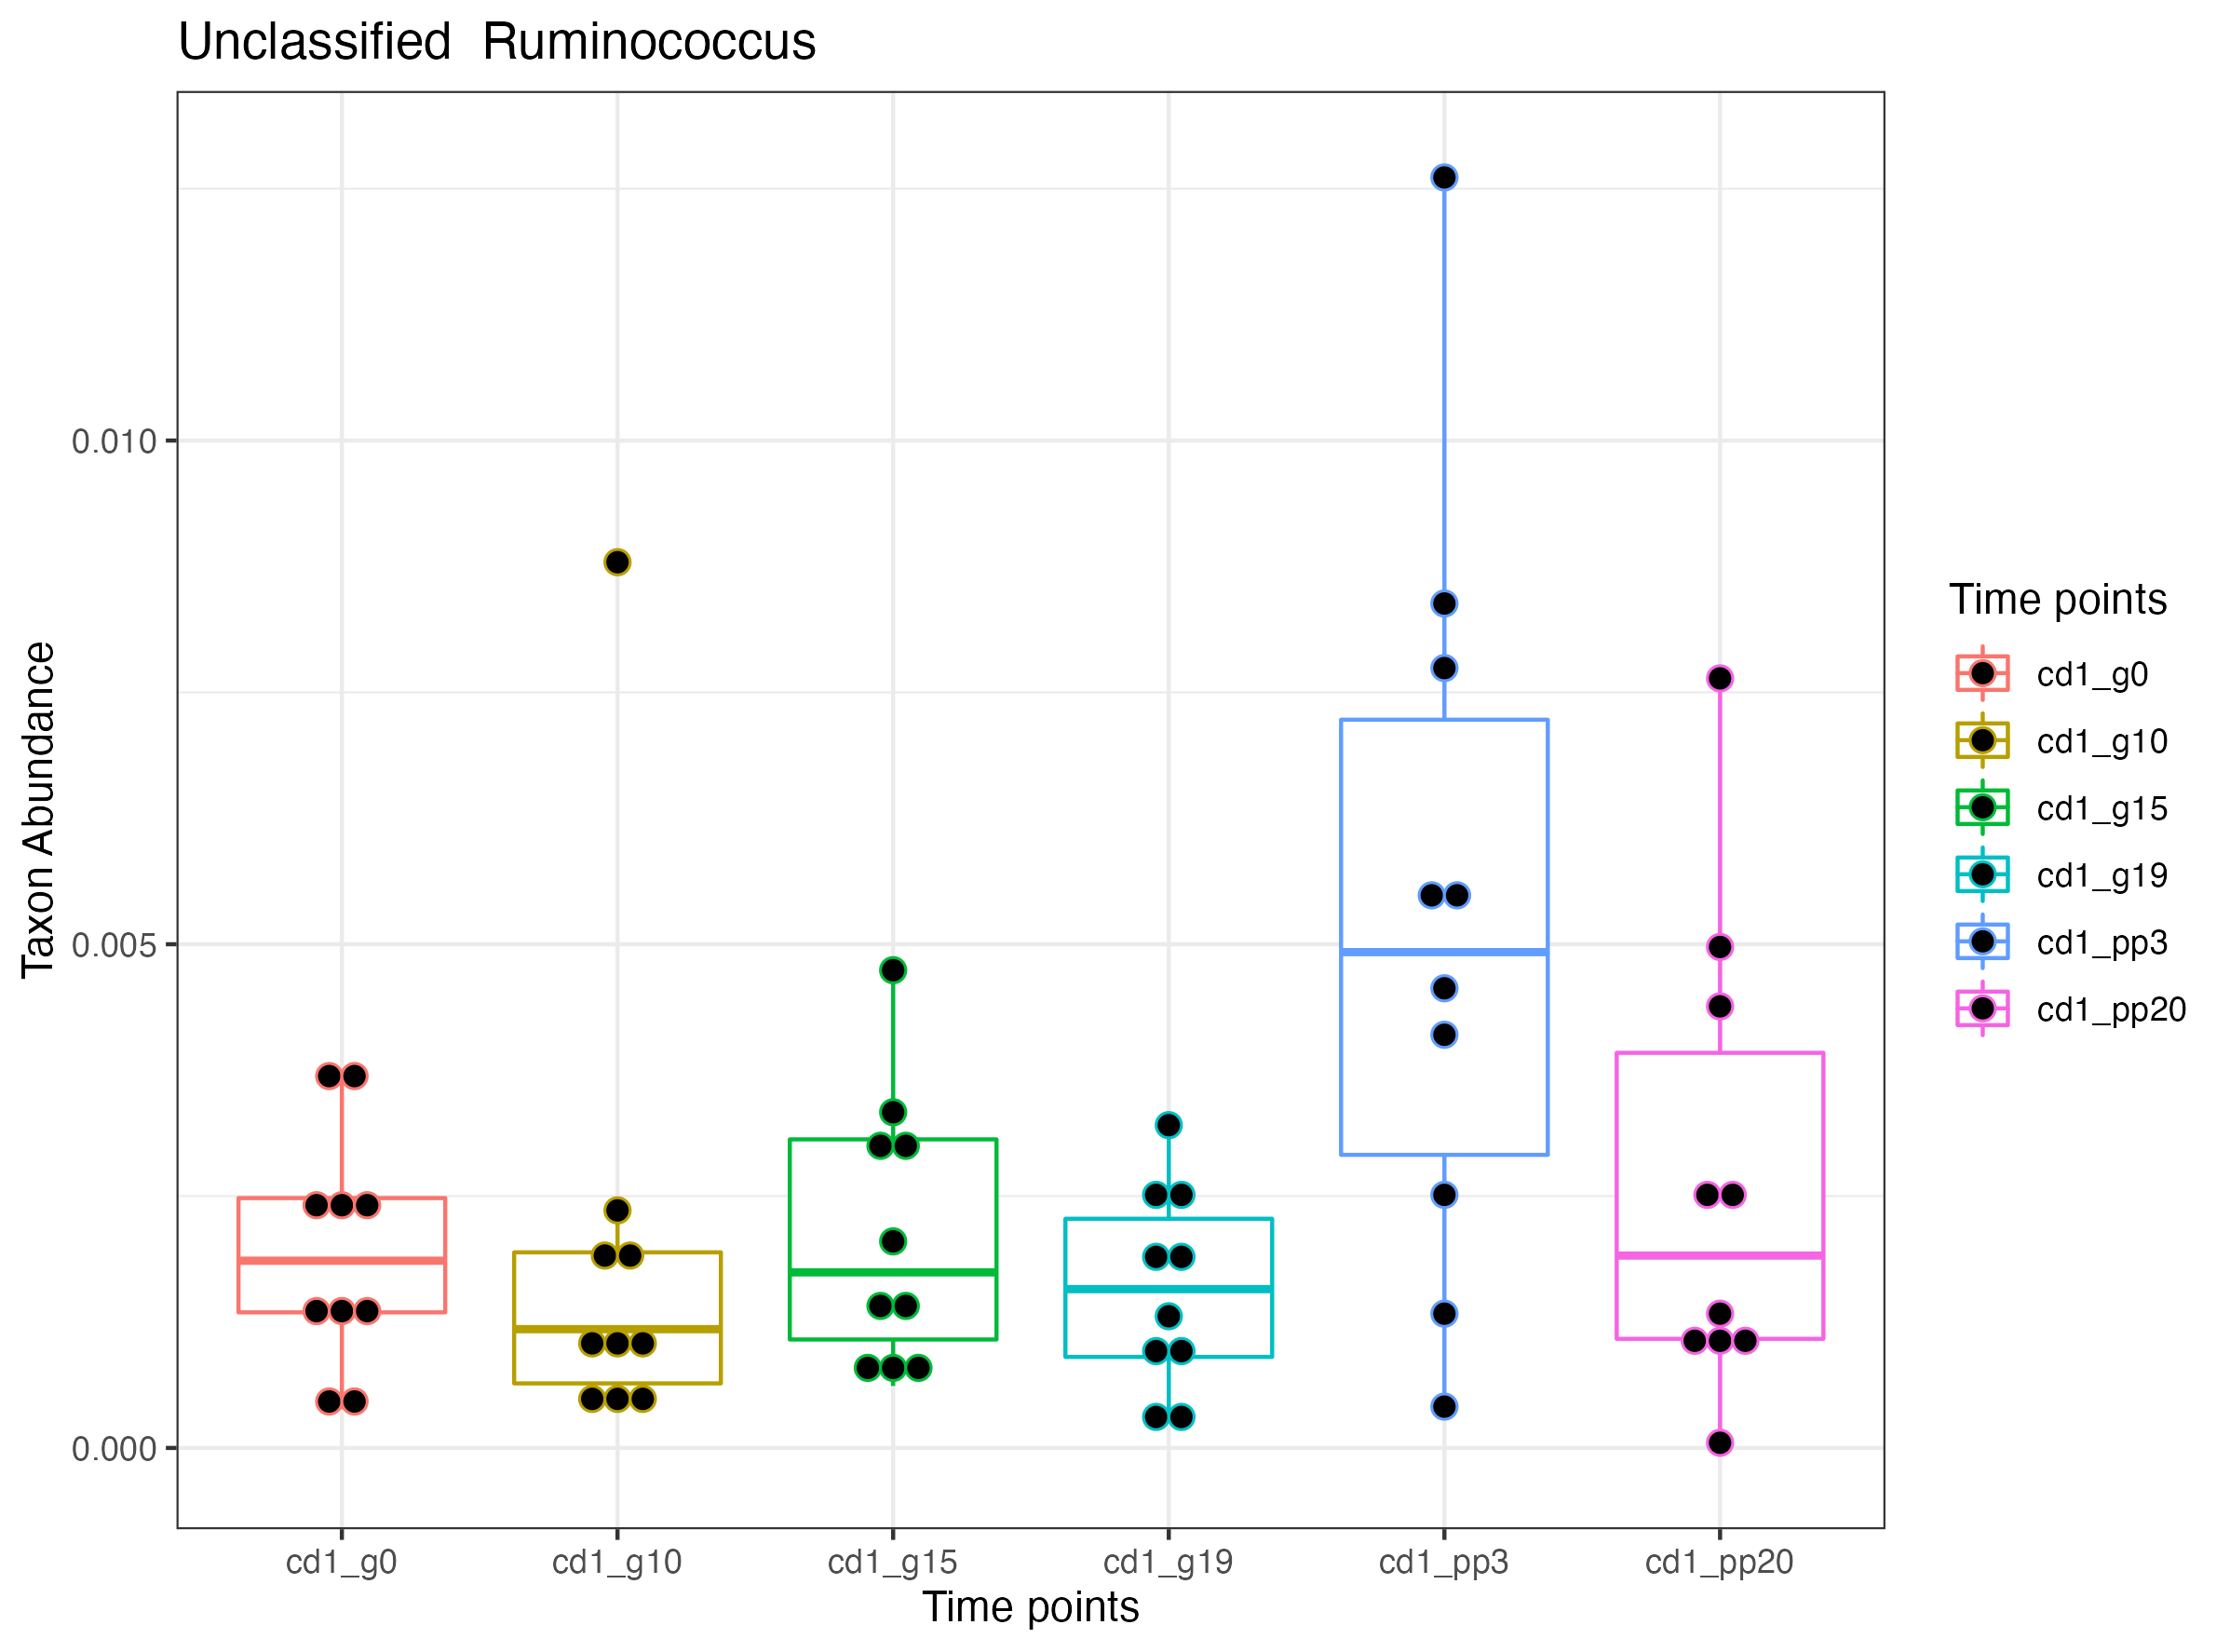 Unclassified  Ruminococcus
Taxon Abundance
0.010
0.005
0.000
cd1_g0
cd1_g10
cd1_g15
cd1_g19
cd1_pp3
cd1_pp20
Time points
Time points
cd1_g0
cd1_g10
cd1_g15
cd1_g19
cd1_pp3
cd1_pp20